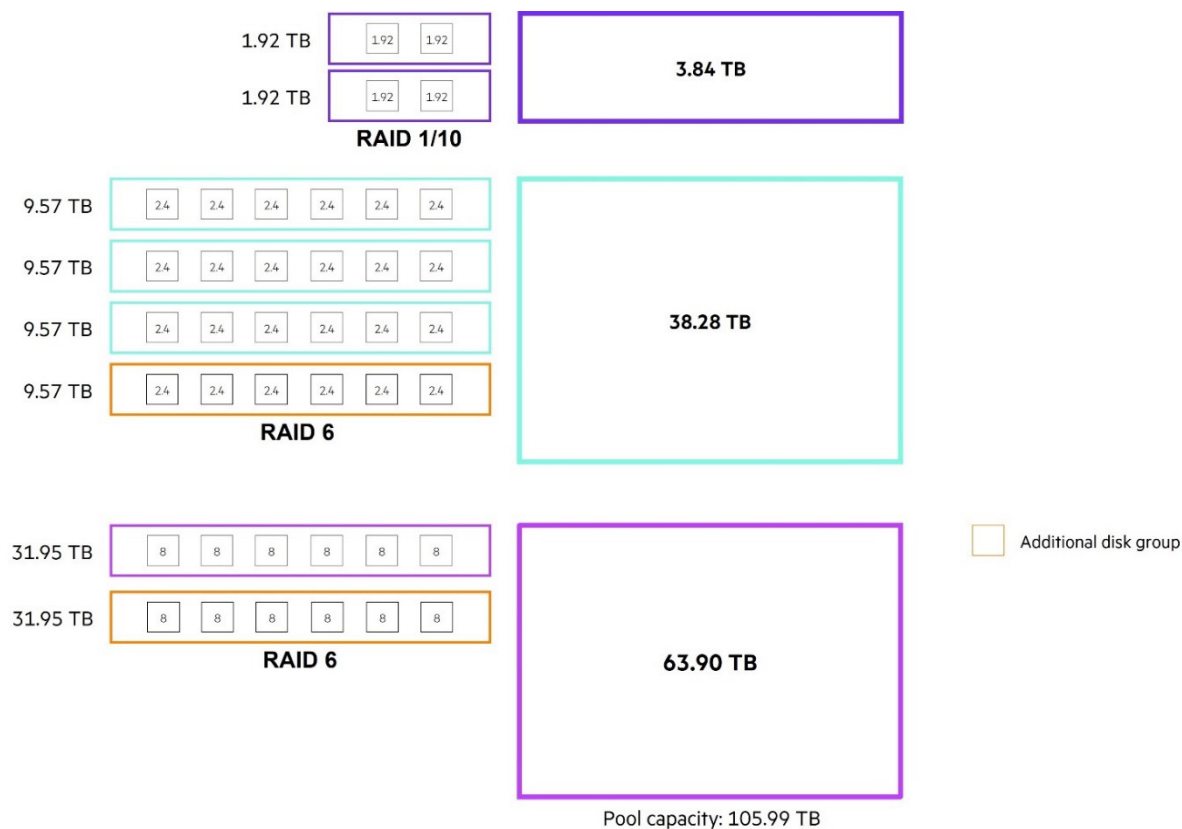 1.92 TB 1.92 1.92
3.84 TB
1.92 TB 1.92 1.92
RAID 1/10
9.57 TB 2.4 2.4 2.4 2.4 2.4 2.4
9.57 TB 2.4 2.4 2.4 2.4 2.4 2.4
38.28 TB
9.57 TB 2.4 2.4 2.4 2.4 2.4 2.4
9.57 TB 2.4 2.4 2.4 2.4 2.4 2.4
RAID 6
31.95 TB 8 8 8 8 8 8
Additional disk group
31.95 TB 8 8 8 8 8 8
RAID 6
63.90 TB
Pool capacity: 105.99 TB